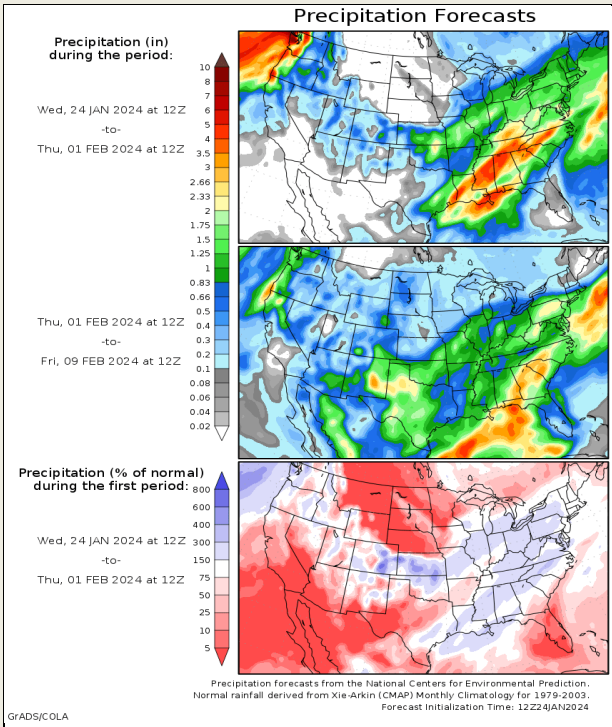 Precipitation Forecasts
Precipitation (in)
during the period:
Wed, 24 JAN 2024 at 12Z
-to-
Thu, 01 FEB 2024 at 12Z
10
8
7
6
5
4
3.5
3
2.66
2.33
2
1.75
1.5
1.25
1
0.83
0.66
0.5
0.4
0.3
0.2
0.1
0.08
0.06
0.04
0.02
Thu, 01 FEB 2024 at 12Z
-to-
Fri, 09 FEB 2024 at 12Z
Precipitation (% of normal)
during the first period:
Wed, 24 JAN 2024 at 12Z
-to-
Thu, 01 FEB 2024 at 12Z
800
600
400
300
150
75
50
25
10
5
Precipitation forecasts from the National Centers for Environmental Prediction.
Normal rainfall derived from Xie-Arkin (CMAP) Monthly Climatology for 1979-2003.
Forecast Initialization Time: 12Z24JAN2024
GrADS/COLA